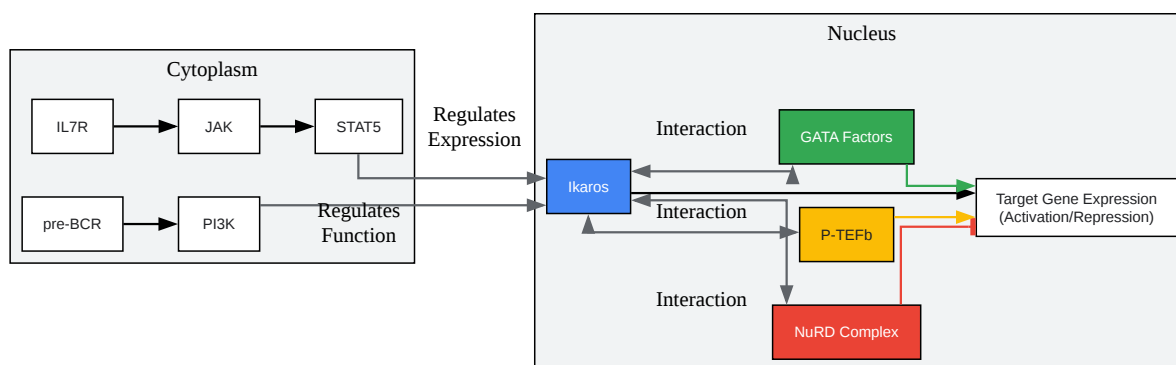 Nucleus
Cytoplasm
IL7R
JAK
STAT5
Regulates
Expression
Interaction
GATA Factors
Ikaros
pre-BCR
PI3K
Regulates
Function
Interaction
P-TEFb
Target Gene Expression
(Activation/Repression)
Interaction
NuRD Complex